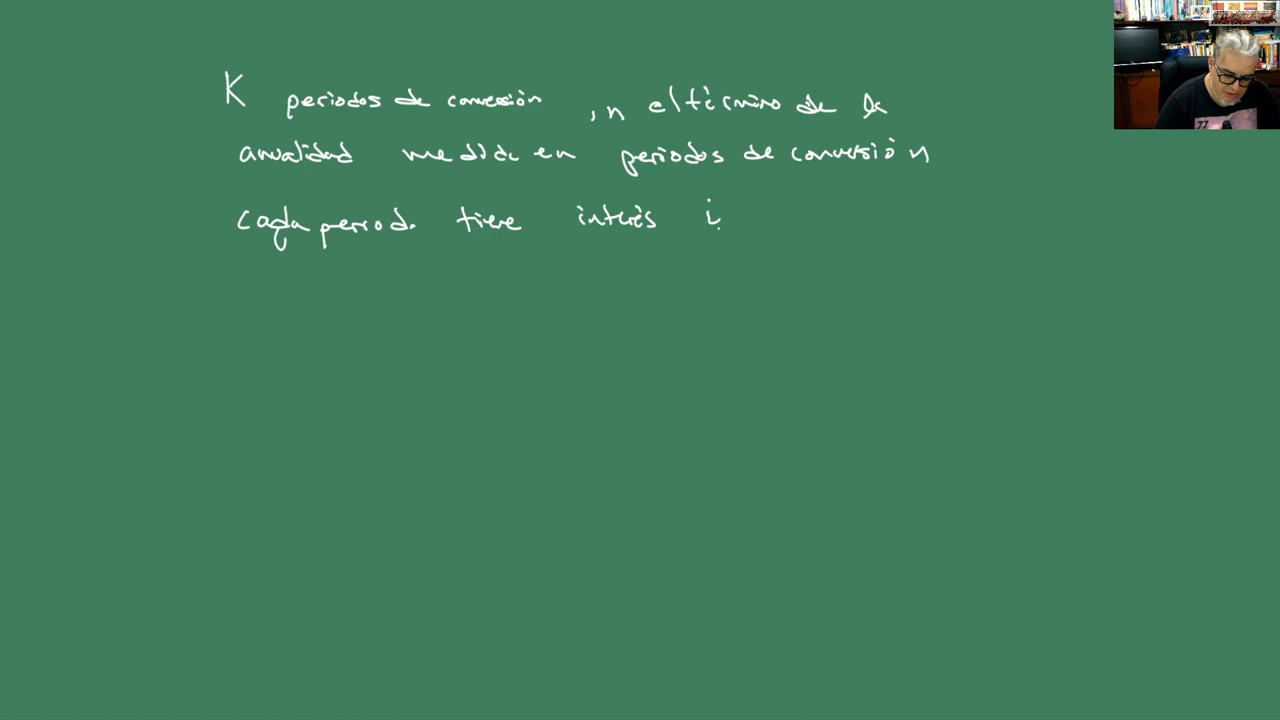 K periodos de conversión , n el término de la
anualidad medida en periodos de conversión
cada periodo tiene interés i